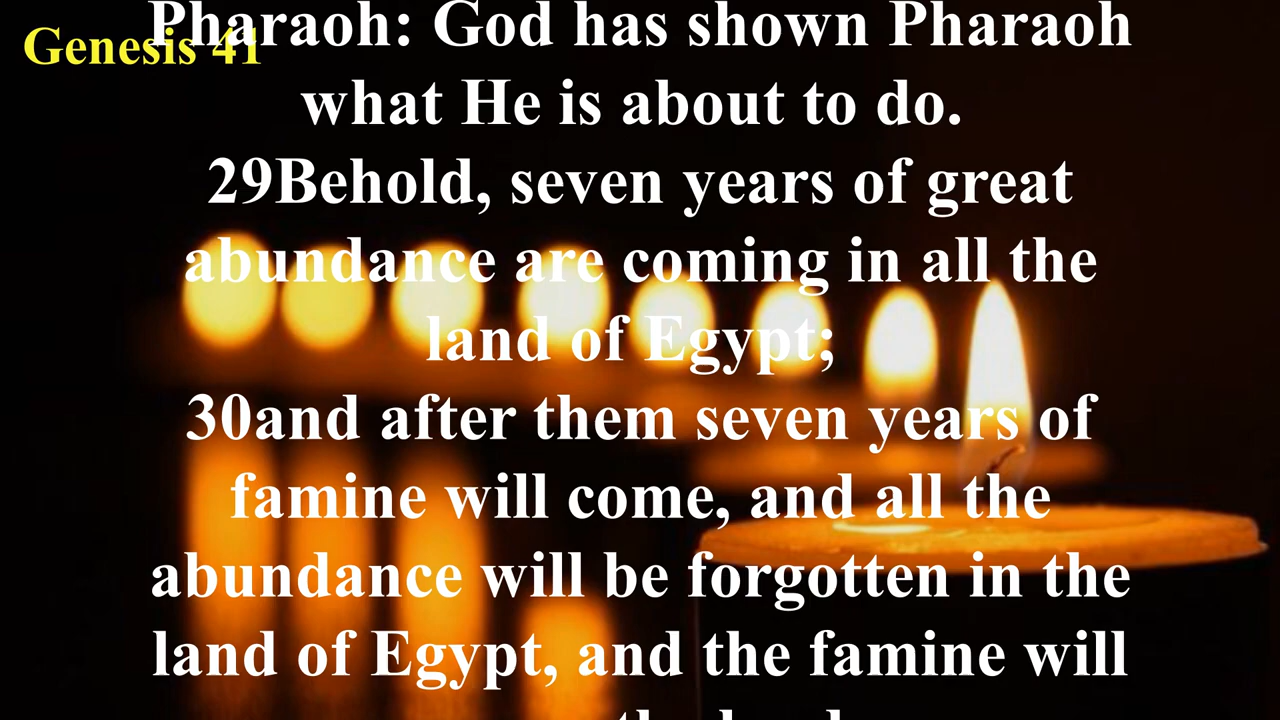 Genesis 41
Pharaoh: God has shown Pharaoh
what He is about to do.
29Behold, seven years of great
abundance are coming in all the
land of Egypt;
30and after them seven years of
famine will come, and all the
abundance will be forgotten in the
land of Egypt, and the famine will